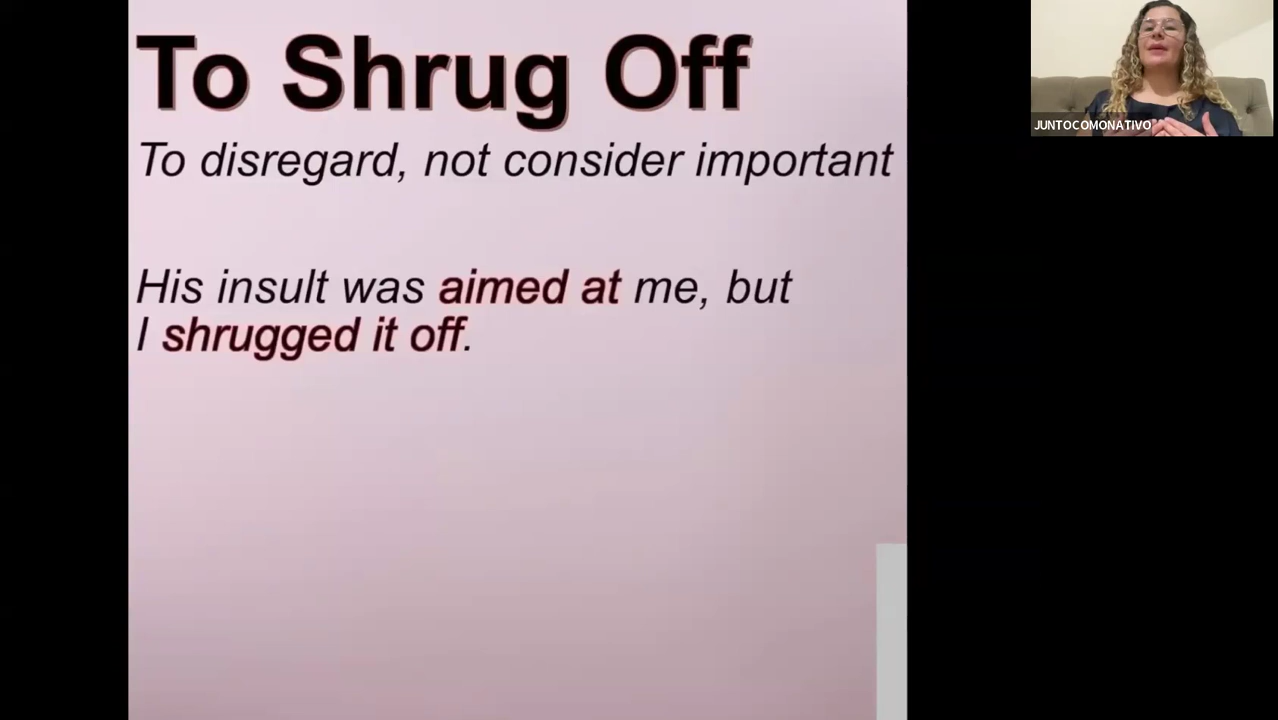 To Shrug Off
To disregard, not consider important
His insult was aimed at me, but
I shrugged it off.
JUNTOCOMONATIVO